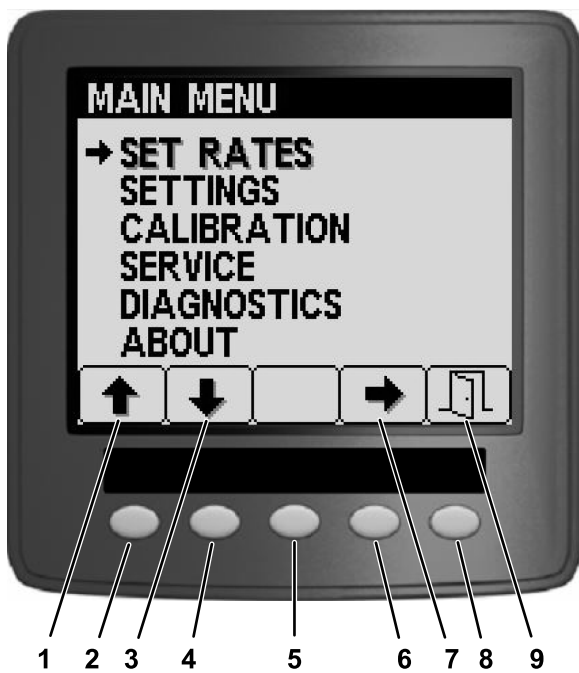 MAIN MENU
SET RATES
SETTINGS
CALIBRATION
SERVICE
DIAGNOSTICS
ABOUT
1 2 3 4 5 6 7 8 9